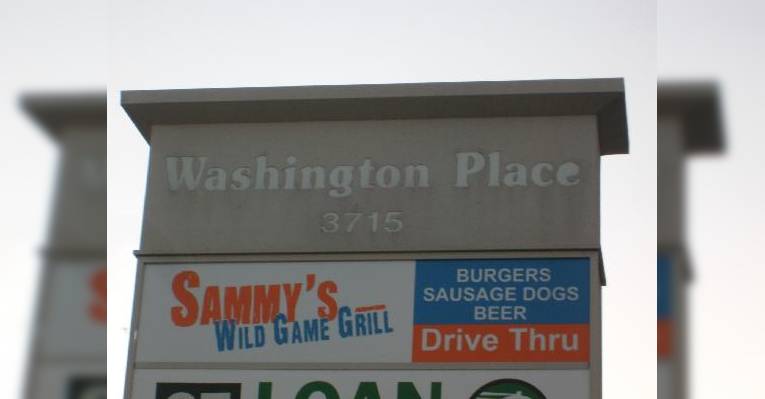 Washington Place
3715
SAMMY'S
WILD GAME GRILL
BURGERS
SAUSAGE DOGS
BEER
Drive Thru
LOAN